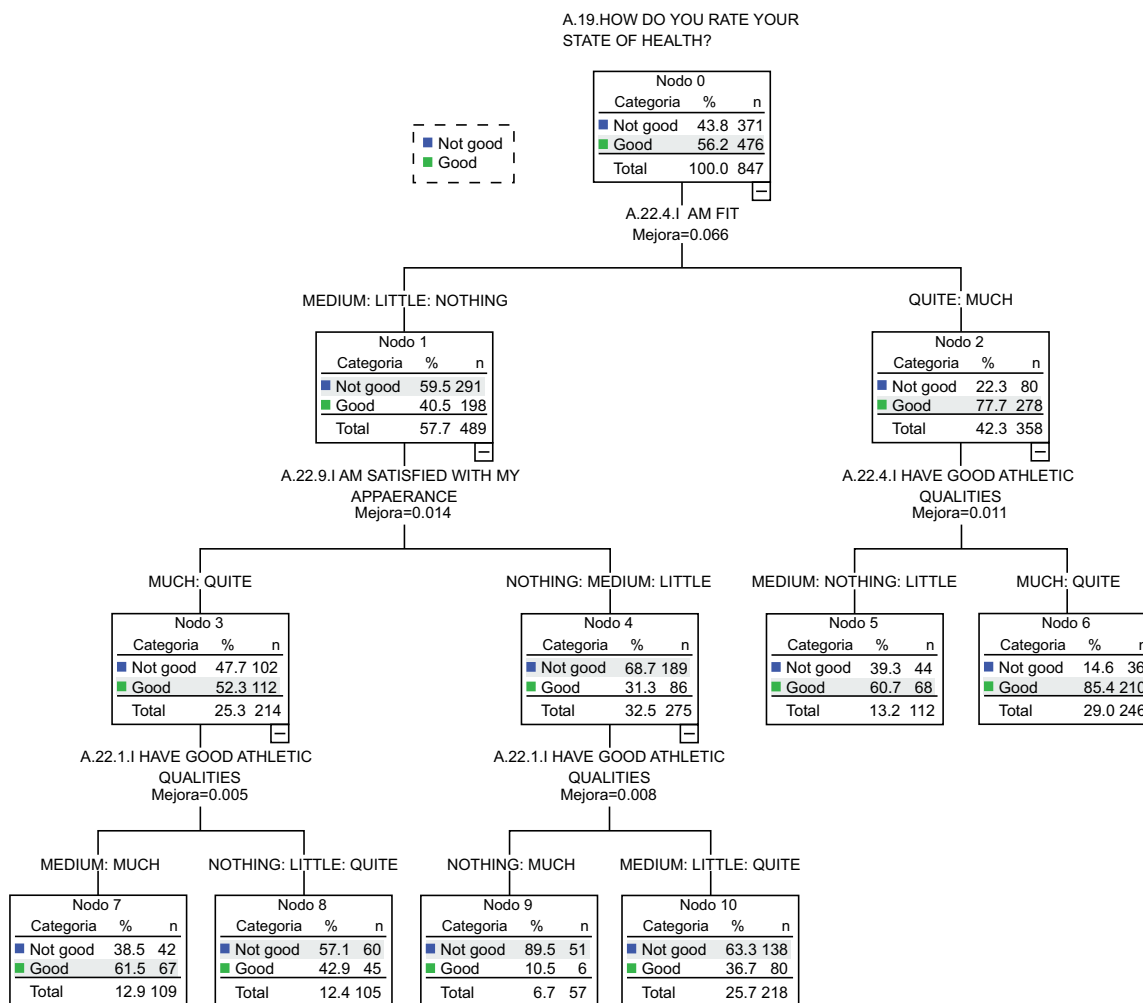 A.19.HOW DO YOU RATE YOUR
STATE OF HEALTH?
Not good
Good
Nodo 0
Categoria % n
Not good 43.8 371
Good 56.2 476
Total 100.0 847
A.22.4.I AM FIT
Mejora=0.066
MEDIUM: LITTLE: NOTHING
QUITE: MUCH
Nodo 1
Categoria % n
Not good 59.5 291
Good 40.5 198
Total 57.7 489
Nodo 2
Categoria % n
Not good 22.3 80
Good 77.7 278
Total 42.3 358
A.22.9.I AM SATISFIED WITH MY
APPAERANCE
Mejora=0.014
A.22.4.I HAVE GOOD ATHLETIC
QUALITIES
Mejora=0.011
MUCH: QUITE
NOTHING: MEDIUM: LITTLE
MEDIUM: NOTHING: LITTLE
MUCH: QUITE
Nodo 3
Categoria % n
Not good 47.7 102
Good 52.3 112
Total 25.3 214
Nodo 4
Categoria % n
Not good 68.7 189
Good 31.3 86
Total 32.5 275
Nodo 5
Categoria % n
Not good 39.3 44
Good 60.7 68
Total 13.2 112
Nodo 6
Categoria % n
Not good 14.6 36
Good 85.4 210
Total 29.0 246
A.22.1.I HAVE GOOD ATHLETIC
QUALITIES
Mejora=0.005
A.22.1.I HAVE GOOD ATHLETIC
QUALITIES
Mejora=0.008
MEDIUM: MUCH
NOTHING: LITTLE: QUITE
NOTHING: MUCH
MEDIUM: LITTLE: QUITE
Nodo 7
Categoria % n
Not good 38.5 42
Good 61.5 67
Total 12.9 109
Nodo 8
Categoria % n
Not good 57.1 60
Good 42.9 45
Total 12.4 105
Nodo 9
Categoria % n
Not good 89.5 51
Good 10.5 6
Total 6.7 57
Nodo 10
Categoria % n
Not good 63.3 138
Good 36.7 80
Total 25.7 218